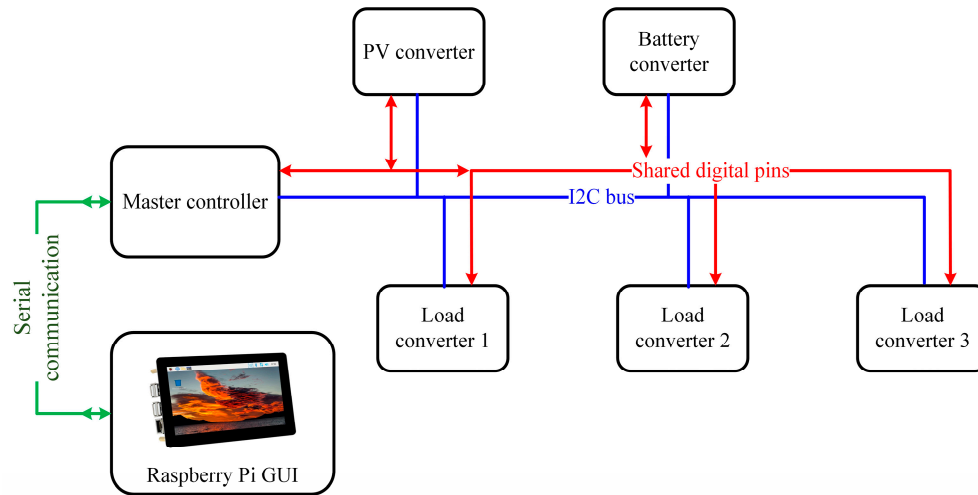 PV converter
Battery
converter
Master controller
Shared digital pins
I2C bus
Serial
communication
Load
converter 1
Load
converter 2
Load
converter 3
Raspberry Pi GUI